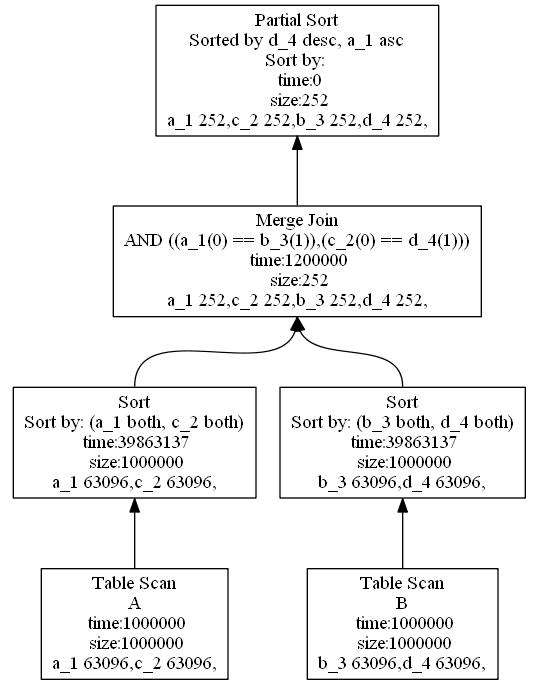 Partial Sort
Sorted by d_4 desc, a_1 asc
Sort by:
time:0
size:252
a_1 252,c_2 252,b_3 252,d_4 252,
Merge Join
AND ((a_1(0) == b_3(1)),(c_2(0) == d_4(1)))
time:1200000
size:252
a_1 252,c_2 252,b_3 252,d_4 252,
Sort
Sort by: (a_1 both, c_2 both)
time:39863137
size:1000000
a_1 63096,c_2 63096,
Sort
Sort by: (b_3 both, d_4 both)
time:39863137
size:1000000
b_3 63096,d_4 63096,
Table Scan
A
time:1000000
size:1000000
a_1 63096,c_2 63096,
Table Scan
B
time:1000000
size:1000000
b_3 63096,d_4 63096,